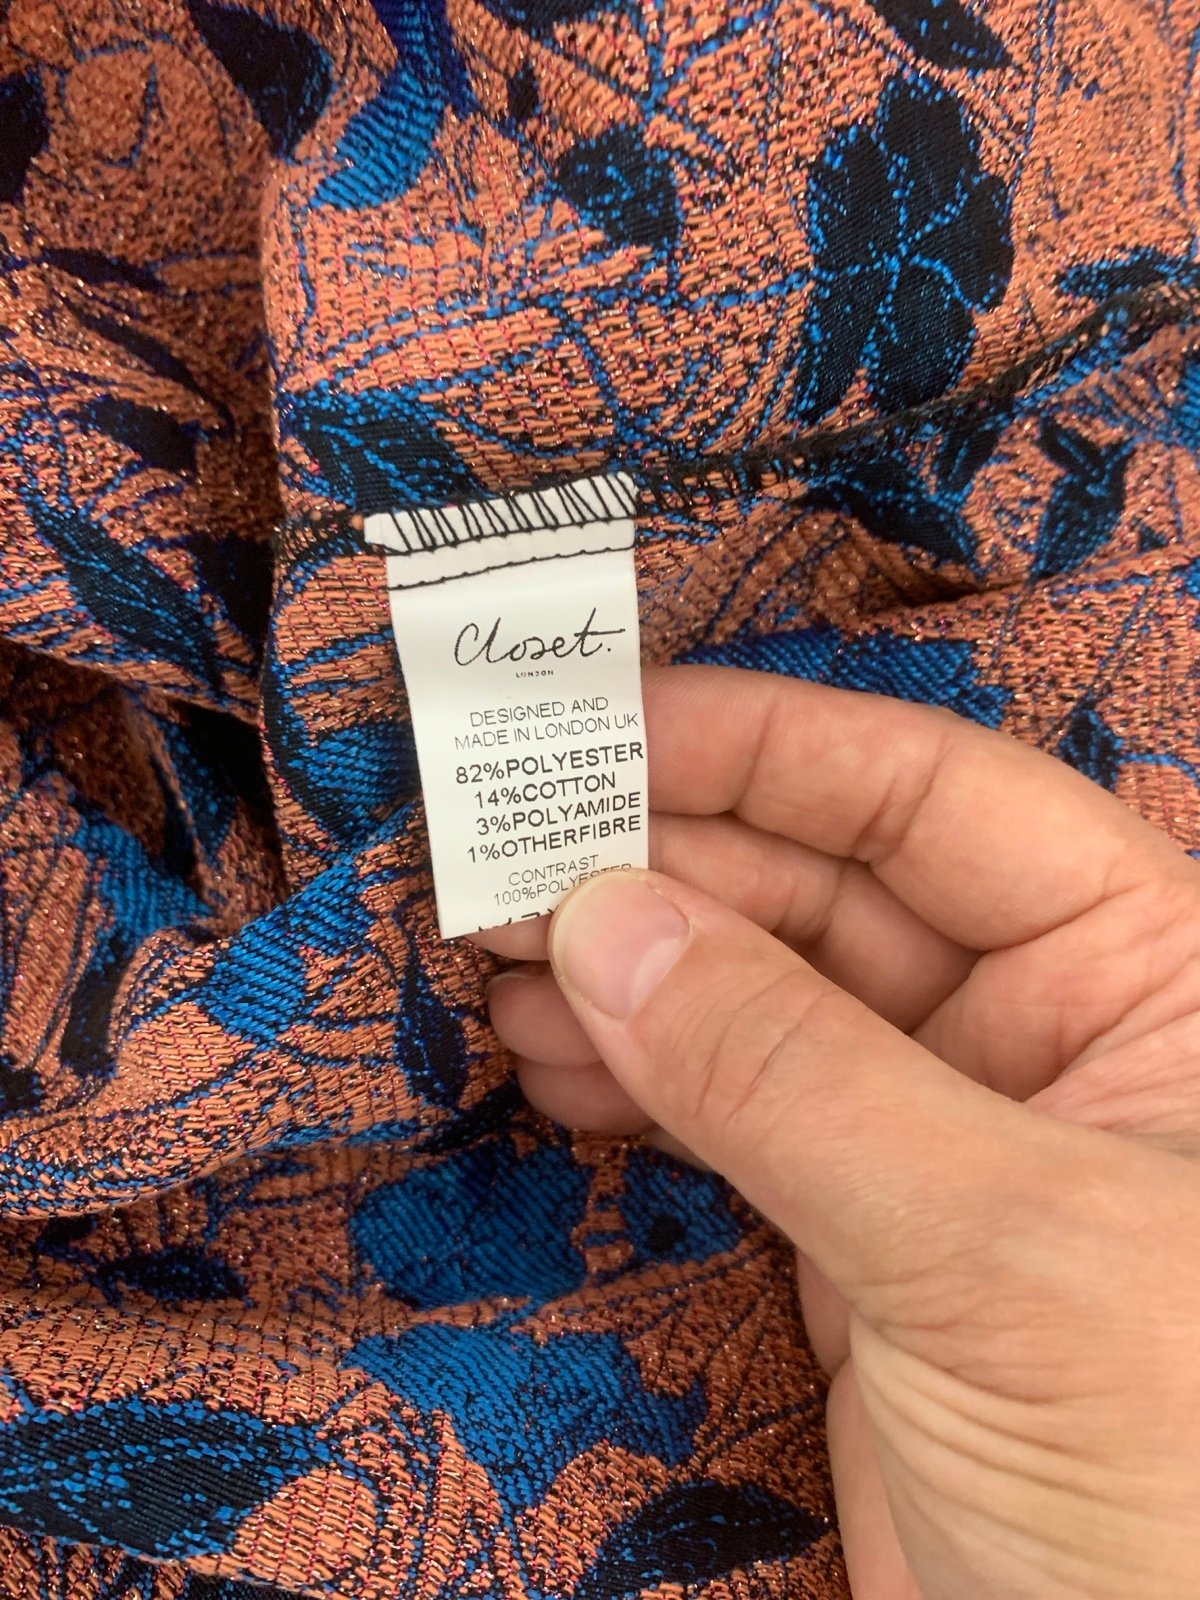 Closet.
LONDON
DESIGNED AND
MADE IN LONDON UK
82%POLYESTER
14%COTTON
3%POLYAMIDE
1%OTHERFIBRE
CONTRAST
100%POLYESTER